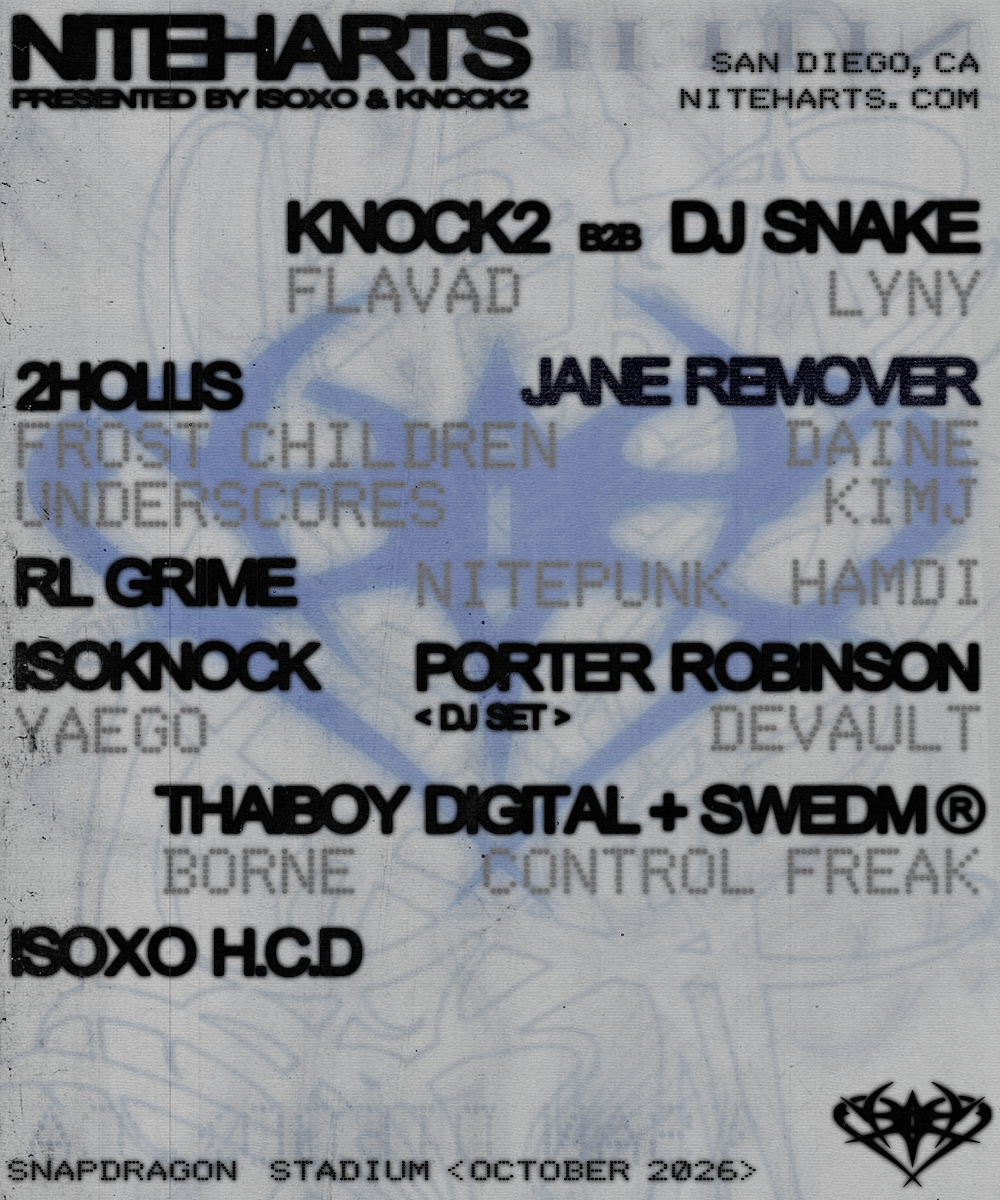 NITEHARTS
PRESENTED BY ISOXO & KNOCK2
SAN DIEGO, CA
NITEHARTS.COM
KNOCK2 B2B DJ SNAKE
FLAVAD LYNY
2HOLLIS JANE REMOVER
FROST CHILDREN DAINE
UNDERSCORES KIMJ
RL GRIME NITEPUNK HAMDI
ISOKNOCK PORTER ROBINSON
YAEGO < DJ SET > DEVAULT
THAIBOY DIGITAL + SWEDM ®
BORNE CONTROL FREAK
ISOXO H.C.D
SNAPDRAGON STADIUM <OCTOBER 2026>